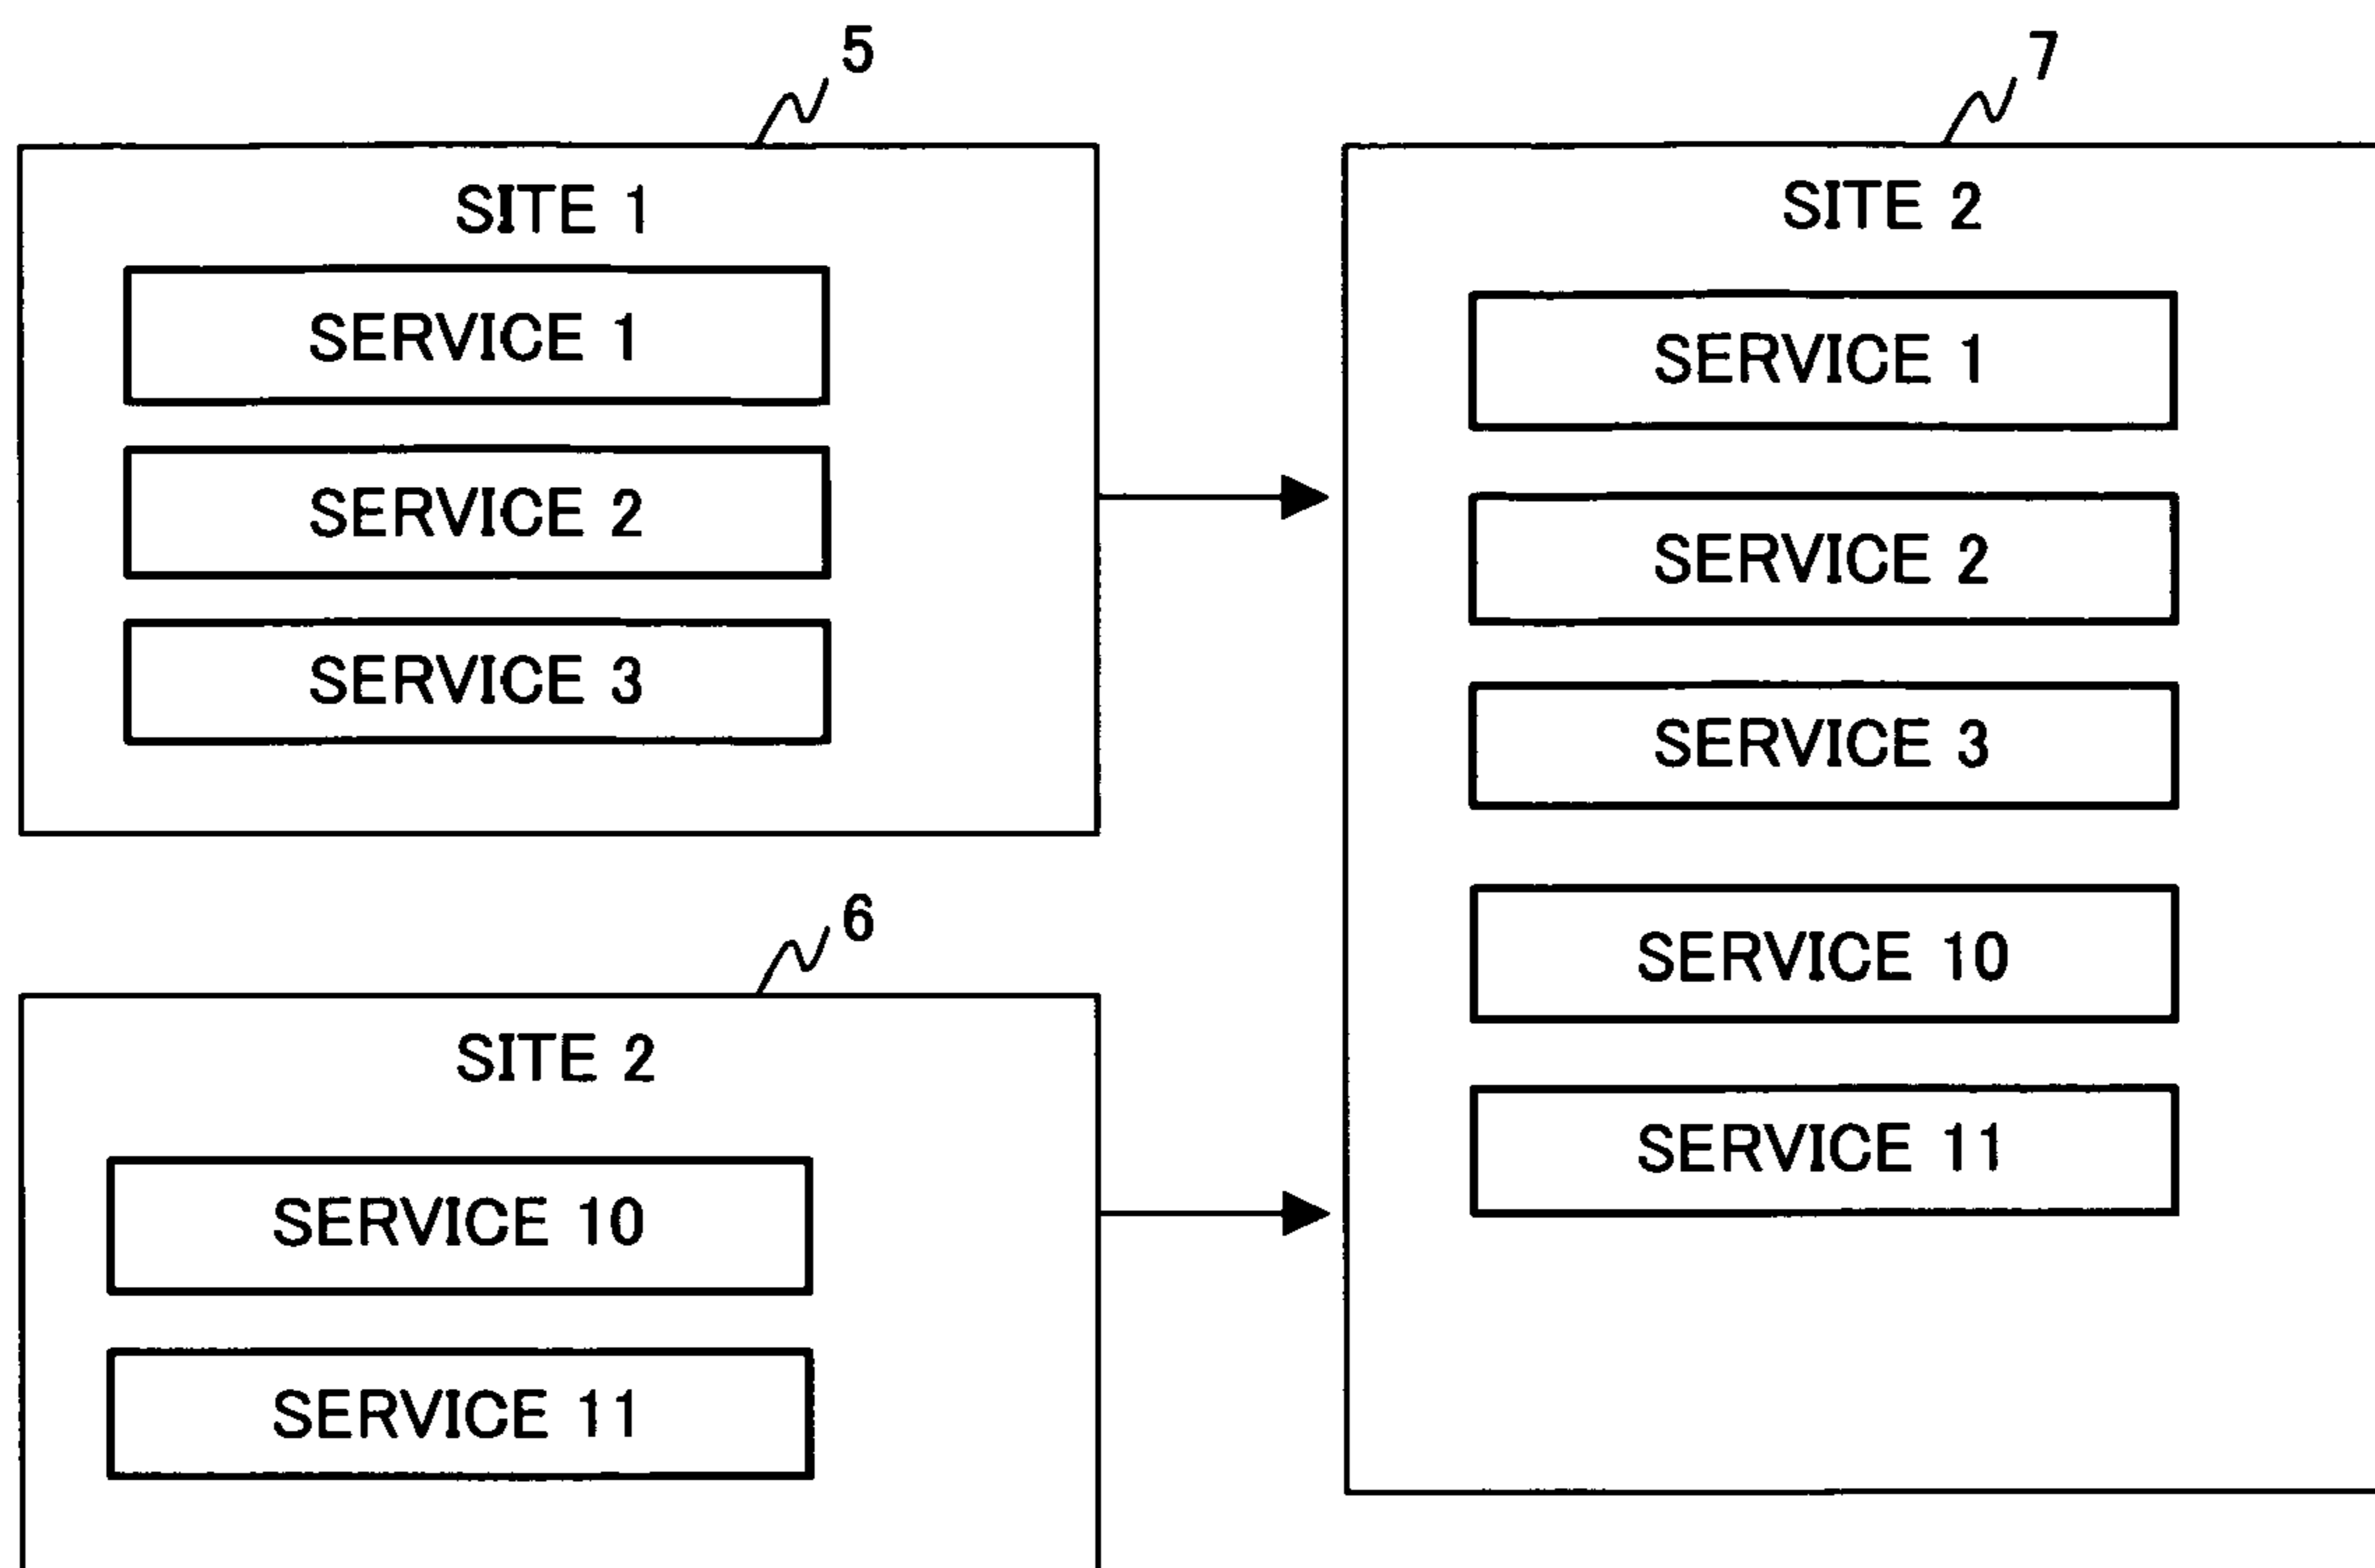 5
SITE 1
SERVICE 1
SERVICE 2
SERVICE 3
6
SITE 2
SERVICE 10
SERVICE 11
7
SITE 2
SERVICE 1
SERVICE 2
SERVICE 3
SERVICE 10
SERVICE 11